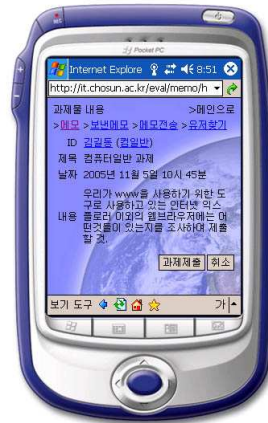 Pocket PC
Internet Explore 8:51
http://it.chosun.ac.kr/eval/memo/h
과제물 내용 >메인으로
>메모 >보낸메모 >메모전송 >유저찾기
ID 김길동 (컴일반)
제목 컴퓨터일반 과제
날짜 2005년 11월 5일 10시 45분
우리가 www을 사용하기 위한 도
구로 사용하고 있는 인터넷 익스
내용 플로러 이외의 웹브라우저에는 어
떤것들이 있는지를 조사하여 제출
할 것.
과제제출 취소
보기 도구 가